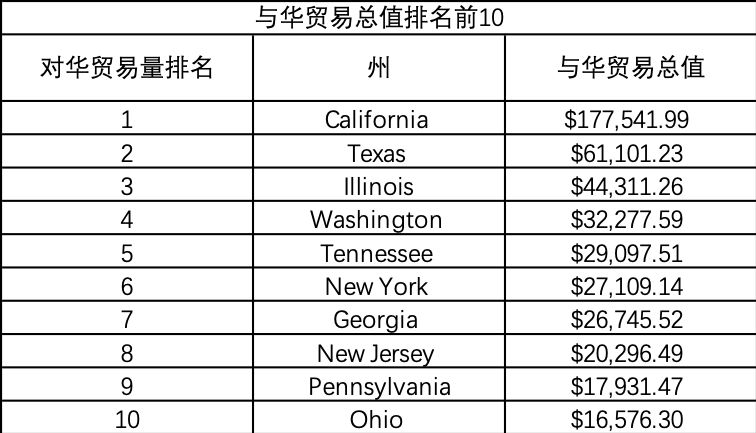 与华贸易总值排名前10
对华贸易量排名 州 与华贸易总值
1 California $177,541.99
2 Texas $61,101.23
3 Illinois $44,311.26
4 Washington $32,277.59
5 Tennessee $29,097.51
6 New York $27,109.14
7 Georgia $26,745.52
8 New Jersey $20,296.49
9 Pennsylvania $17,931.47
10 Ohio $16,576.30